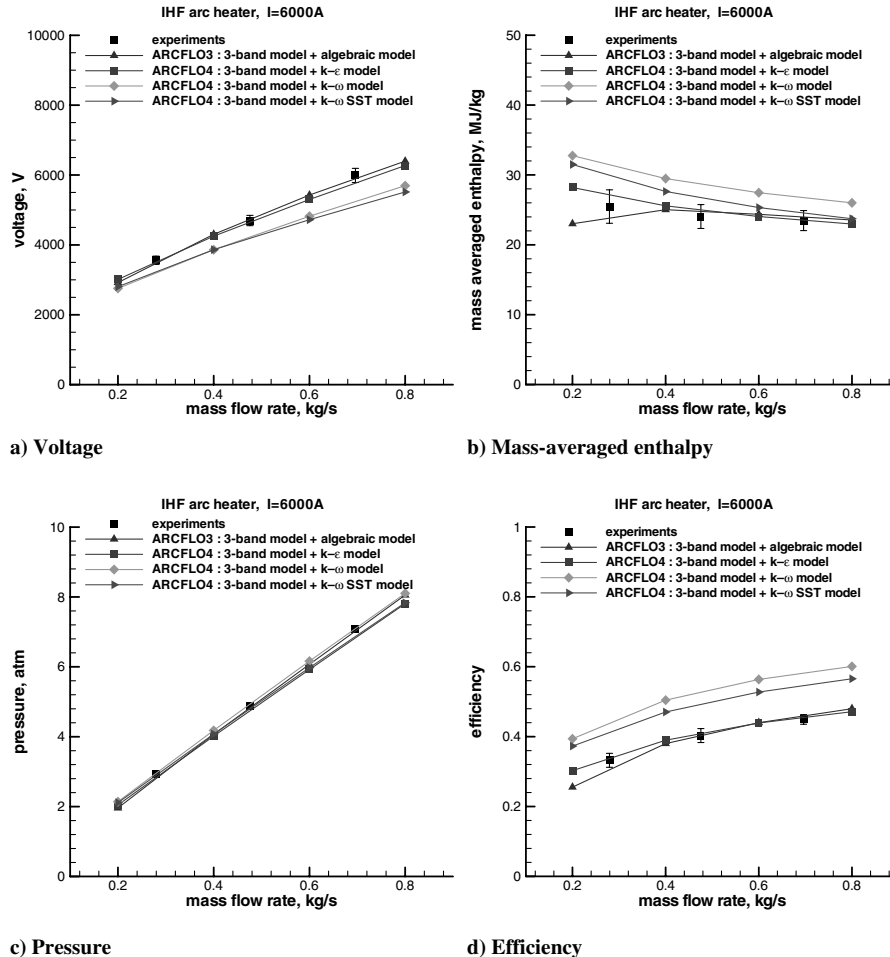 IHF arc heater, I=6000A
experiments
ARCFLO3 : 3-band model + algebraic model
ARCFLO4 : 3-band model + k-ε model
ARCFLO4 : 3-band model + k-ω model
ARCFLO4 : 3-band model + k-ω SST model
10000
8000
6000
4000
2000
0
voltage, V
0.2 0.4 0.6 0.8
mass flow rate, kg/s
a) Voltage
IHF arc heater, I=6000A
experiments
ARCFLO3 : 3-band model + algebraic model
ARCFLO4 : 3-band model + k-ε model
ARCFLO4 : 3-band model + k-ω model
ARCFLO4 : 3-band model + k-ω SST model
50
40
30
20
10
0
mass averaged enthalpy, MJ/kg
0.2 0.4 0.6 0.8
mass flow rate, kg/s
b) Mass-averaged enthalpy
IHF arc heater, I=6000A
experiments
ARCFLO3 : 3-band model + algebraic model
ARCFLO4 : 3-band model + k-ε model
ARCFLO4 : 3-band model + k-ω model
ARCFLO4 : 3-band model + k-ω SST model
10
8
6
4
2
0
pressure, atm
0.2 0.4 0.6 0.8
mass flow rate, kg/s
c) Pressure
IHF arc heater, I=6000A
experiments
ARCFLO3 : 3-band model + algebraic model
ARCFLO4 : 3-band model + k-ε model
ARCFLO4 : 3-band model + k-ω model
ARCFLO4 : 3-band model + k-ω SST model
1
0.8
0.6
0.4
0.2
0
efficiency
0.2 0.4 0.6 0.8
mass flow rate, kg/s
d) Efficiency